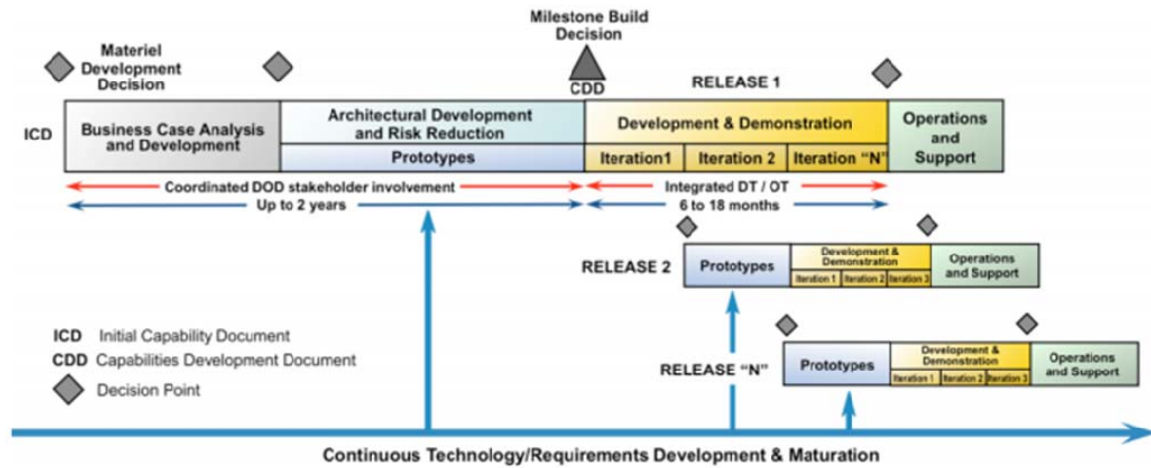 Milestone Build
Decision
Materiel
Development
Decision
CDD
RELEASE 1
ICD
Business Case Analysis
and Development
Architectural Development
and Risk Reduction
Prototypes
Development & Demonstration
Iteration1
Iteration 2
Iteration “N”
Operations
and
Support
Coordinated DOD stakeholder involvement
Integrated DT / OT
Up to 2 years
6 to 18 months
RELEASE 2
Prototypes
Development &
Demonstration
Iteration 1
Iteration 2
Iteration 3
Operations
and Support
ICD Initial Capability Document
CDD Capabilities Development Document
Decision Point
RELEASE “N”
Prototypes
Development &
Demonstration
Iteration 1
Iteration 2
Iteration 3
Operations
and Support
Continuous Technology/Requirements Development & Maturation